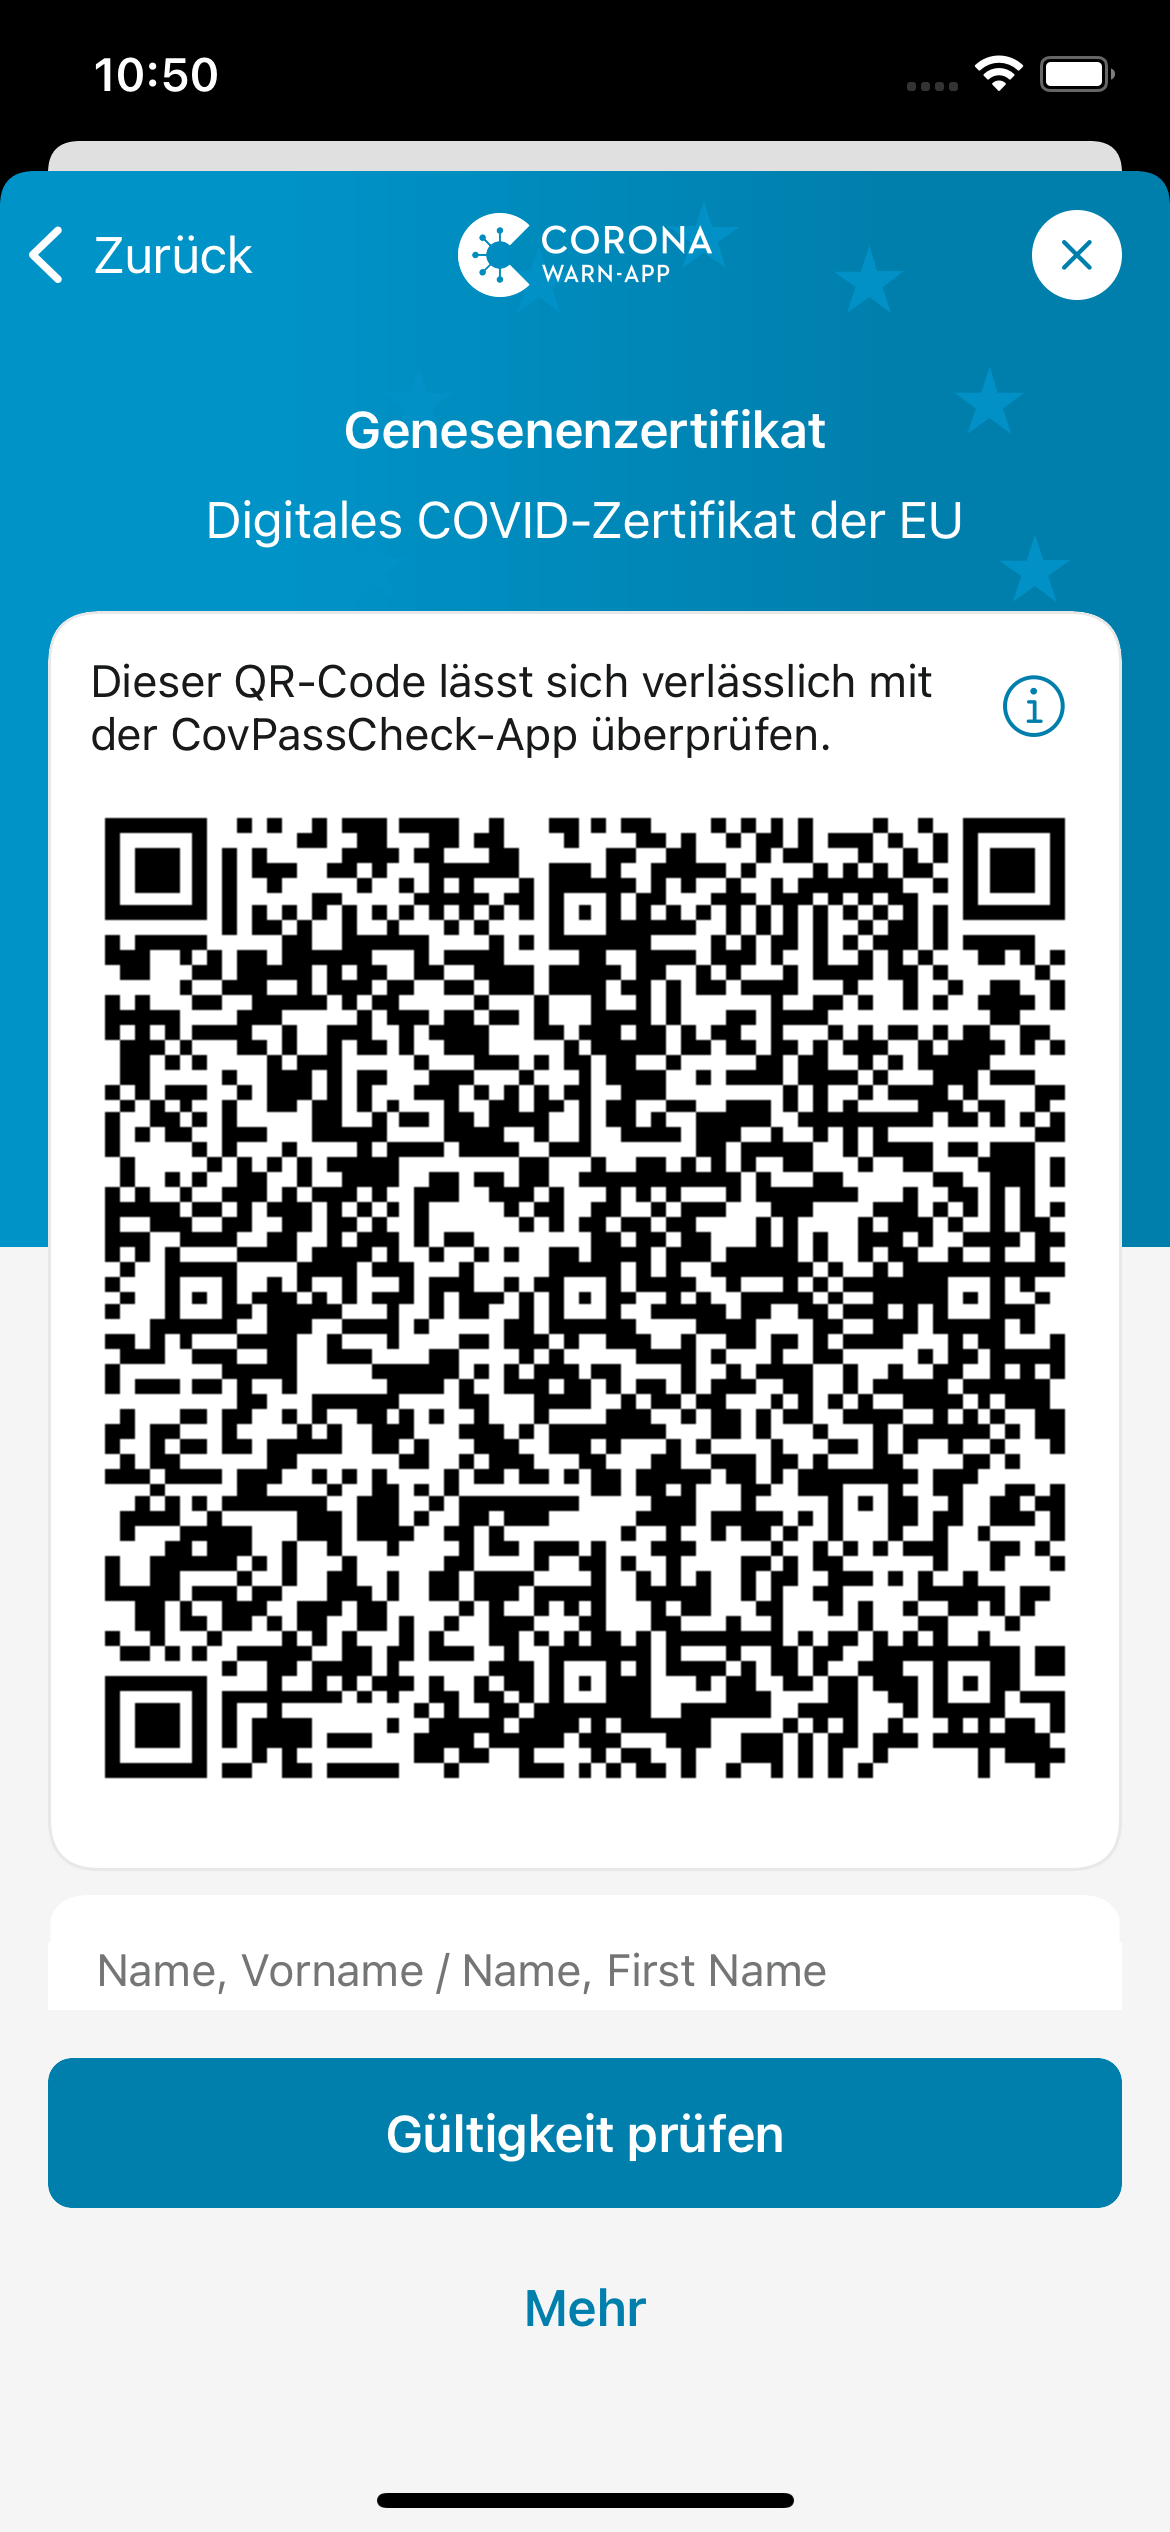 10:50
Zurück
CORONA
WARN-APP
Genesenenzertifikat
Digitales COVID-Zertifikat der EU
Dieser QR-Code lässt sich verlässlich mit
der CovPassCheck-App überprüfen.
Name, Vorname / Name, First Name
Gültigkeit prüfen
Mehr